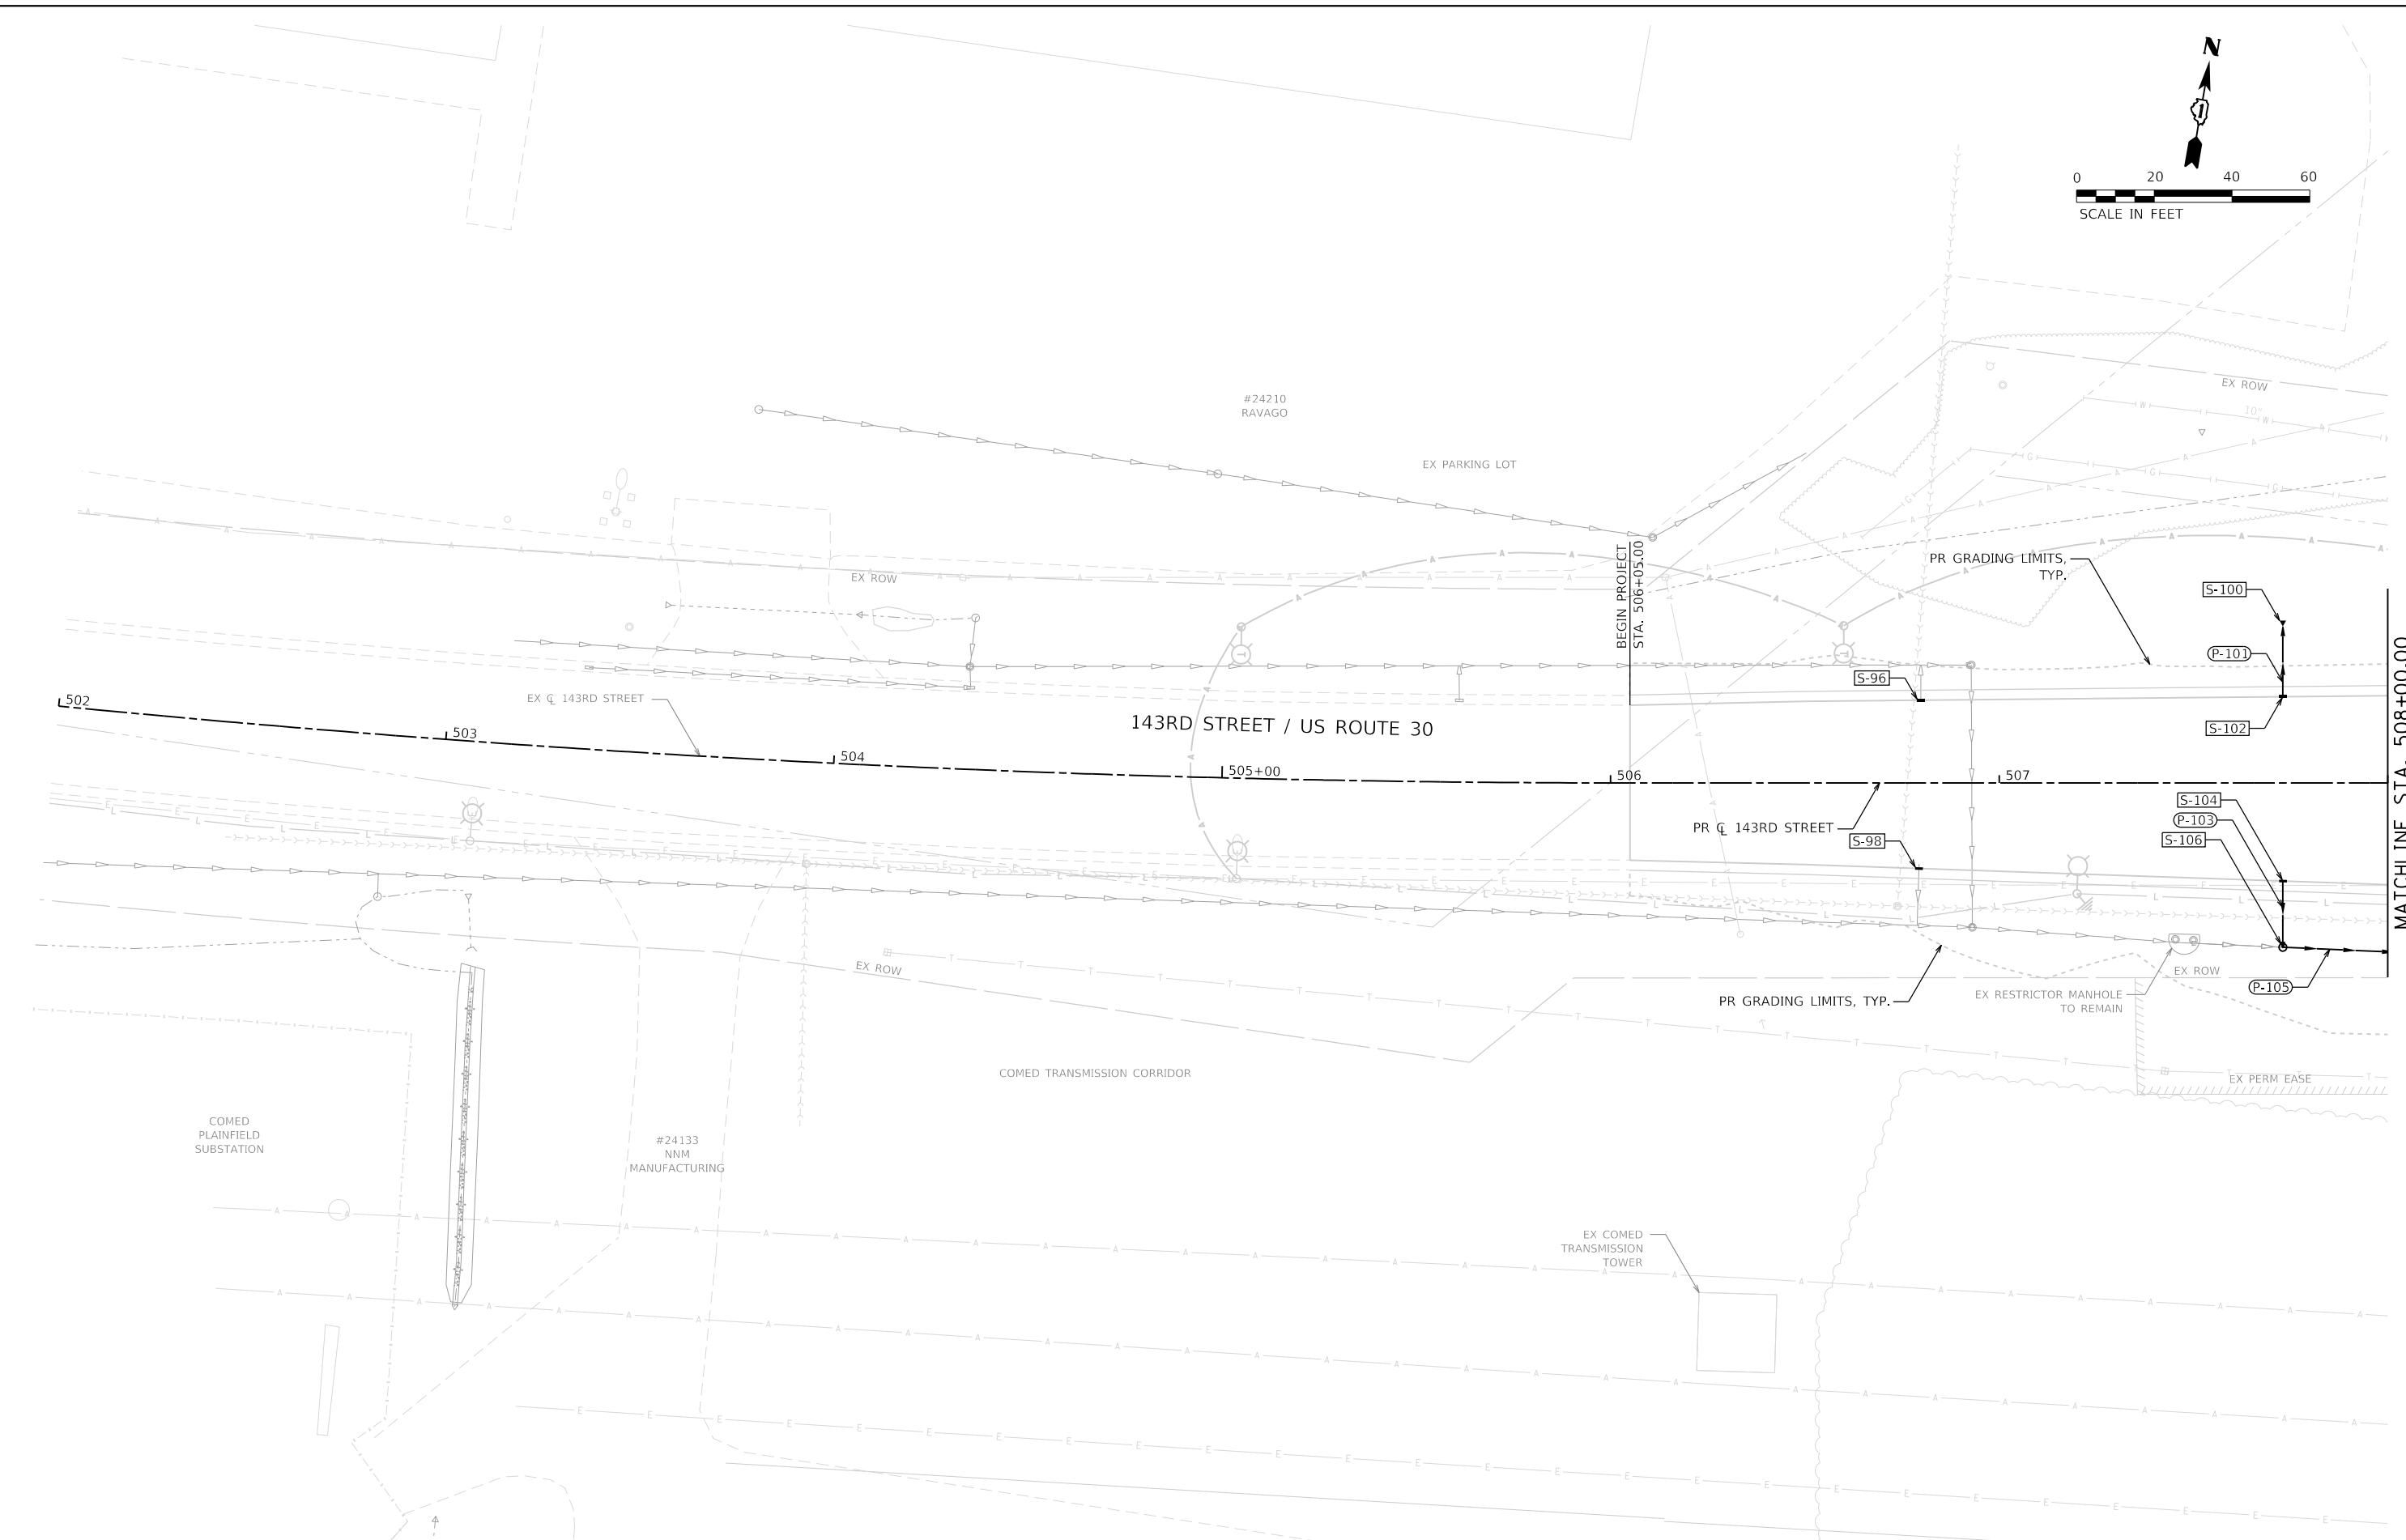 N
1
0 20 40 60
SCALE IN FEET
EX ROW
10"
#24210
RAVAGO
EX PARKING LOT
BEGIN PROJECT
STA. 506+05.00
PR GRADING LIMITS,
TYP.
EX ROW
S-100
P-101
S-96
S-102
MATCHLINE STA. 508+00.00
EX ℄ 143RD STREET
143RD STREET / US ROUTE 30
502
503
504
505+00
506
507
S-104
P-103
S-106
PR ℄ 143RD STREET
S-98
EX ROW
EX ROW
P-105
PR GRADING LIMITS, TYP.
EX RESTRICTOR MANHOLE
TO REMAIN
COMED TRANSMISSION CORRIDOR
EX PERM EASE
COMED
PLAINFIELD
SUBSTATION
#24133
NNM
MANUFACTURING
EX COMED
TRANSMISSION
TOWER